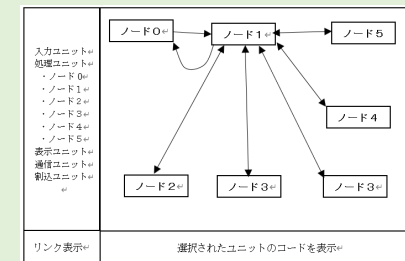 入力ユニット
処理ユニット
・ノード0
・ノード1
・ノード2
・ノード3
・ノード4
・ノード5
表示ユニット
通信ユニット
割込ユニット
ノード0
ノード1
ノード5
ノード4
ノード2
ノード3
ノード3
リンク表示
選択されたユニットのコードを表示